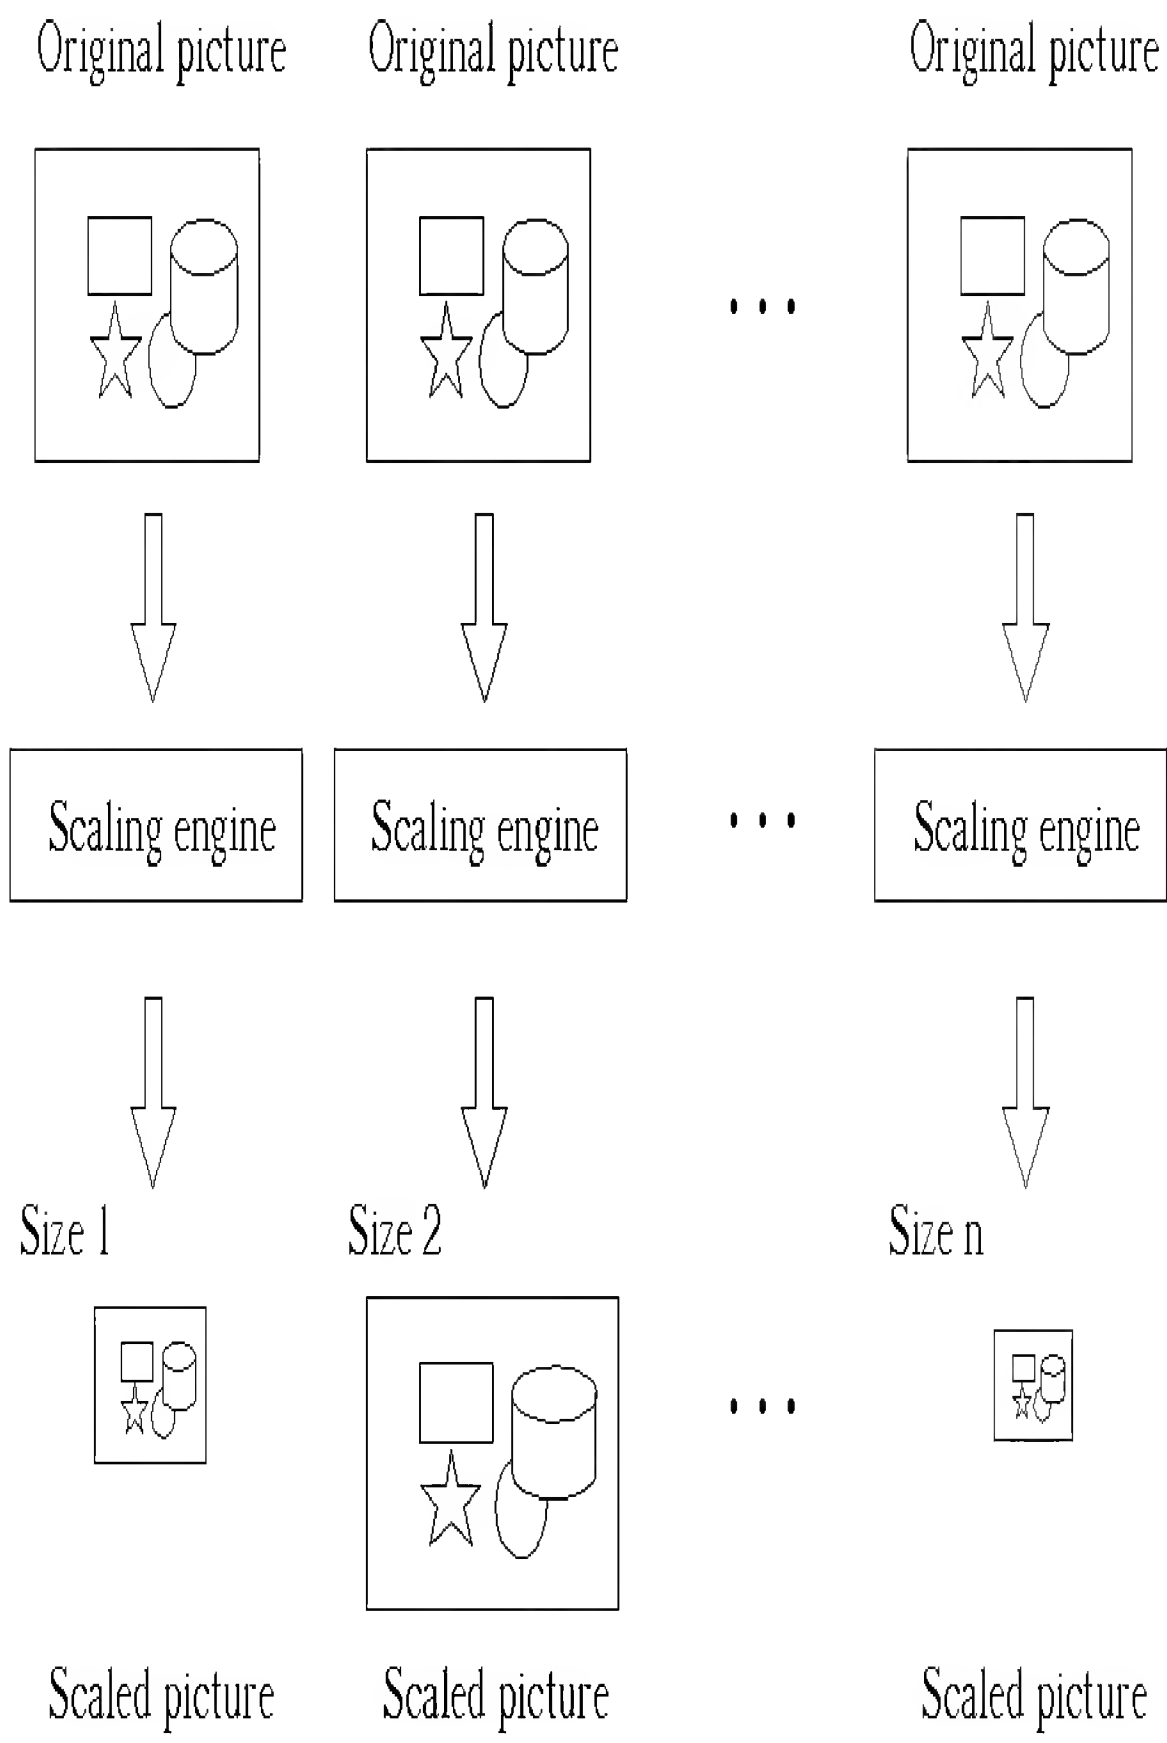 Original picture Original picture Original picture
Scaling engine Scaling engine Scaling engine
Size 1 Size 2 Size n
Scaled picture Scaled picture Scaled picture